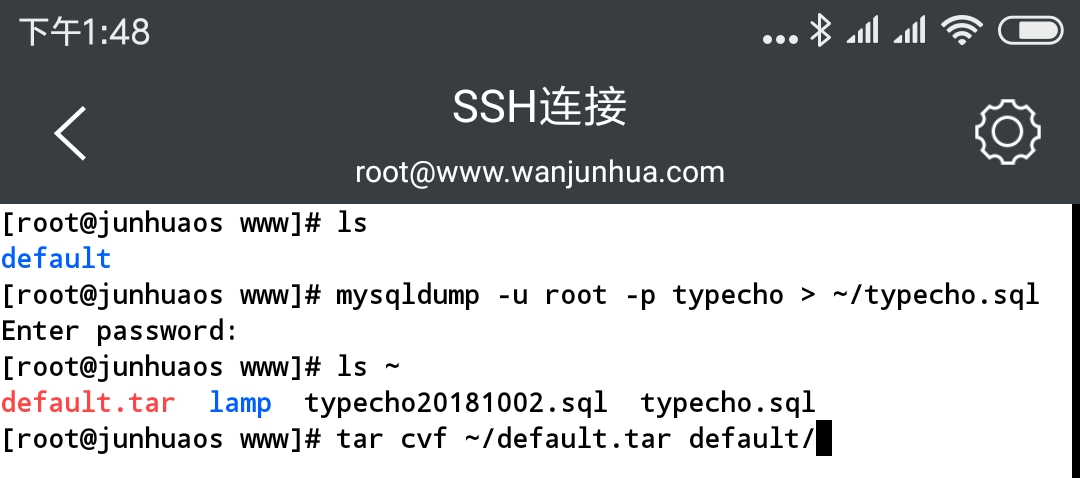 下午1:48
SSH连接
root@www.wanjunhua.com
[root@junhuaos www]# ls
default
[root@junhuaos www]# mysqldump -u root -p typecho > ~/typecho.sql
Enter password:
[root@junhuaos www]# ls ~
default.tar  lamp  typecho20181002.sql  typecho.sql
[root@junhuaos www]# tar cvf ~/default.tar default/